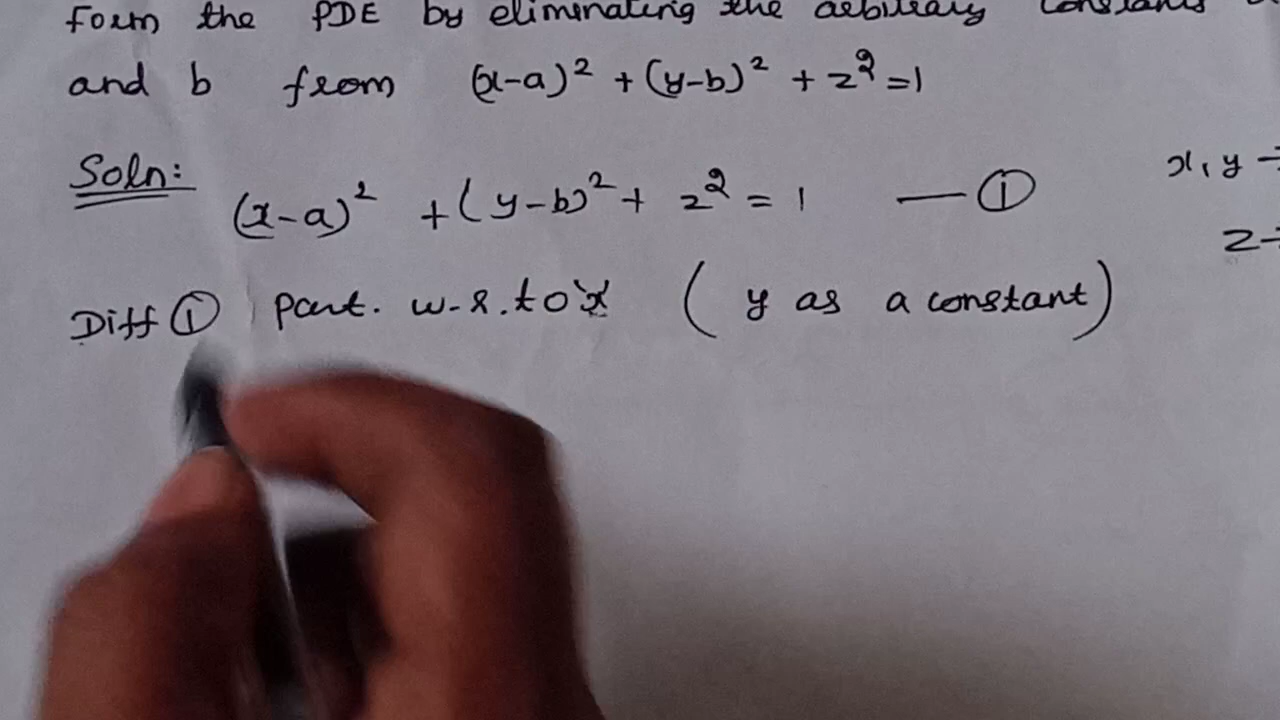 Form the PDE by eliminating the arbitrary constants
and b from (x-a)² + (y-b)² + z² = 1
Soln:
(x-a)² + (y-b)² + z² = 1 — ①
x, y →
z →
Diff ① part. w.r.to x (y as a constant)